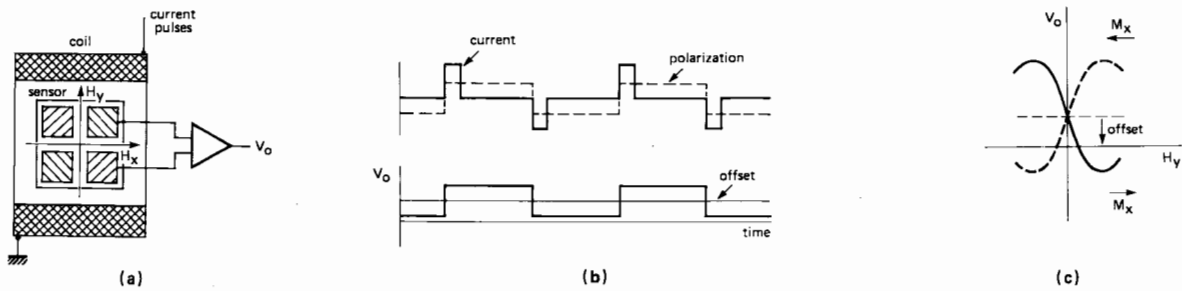 current
pulses
coil
sensor
H_y
H_x
V_o
(a)
current
polarization
V_o
offset
time
(b)
V_o
M_x
offset
H_y
M_x
(c)